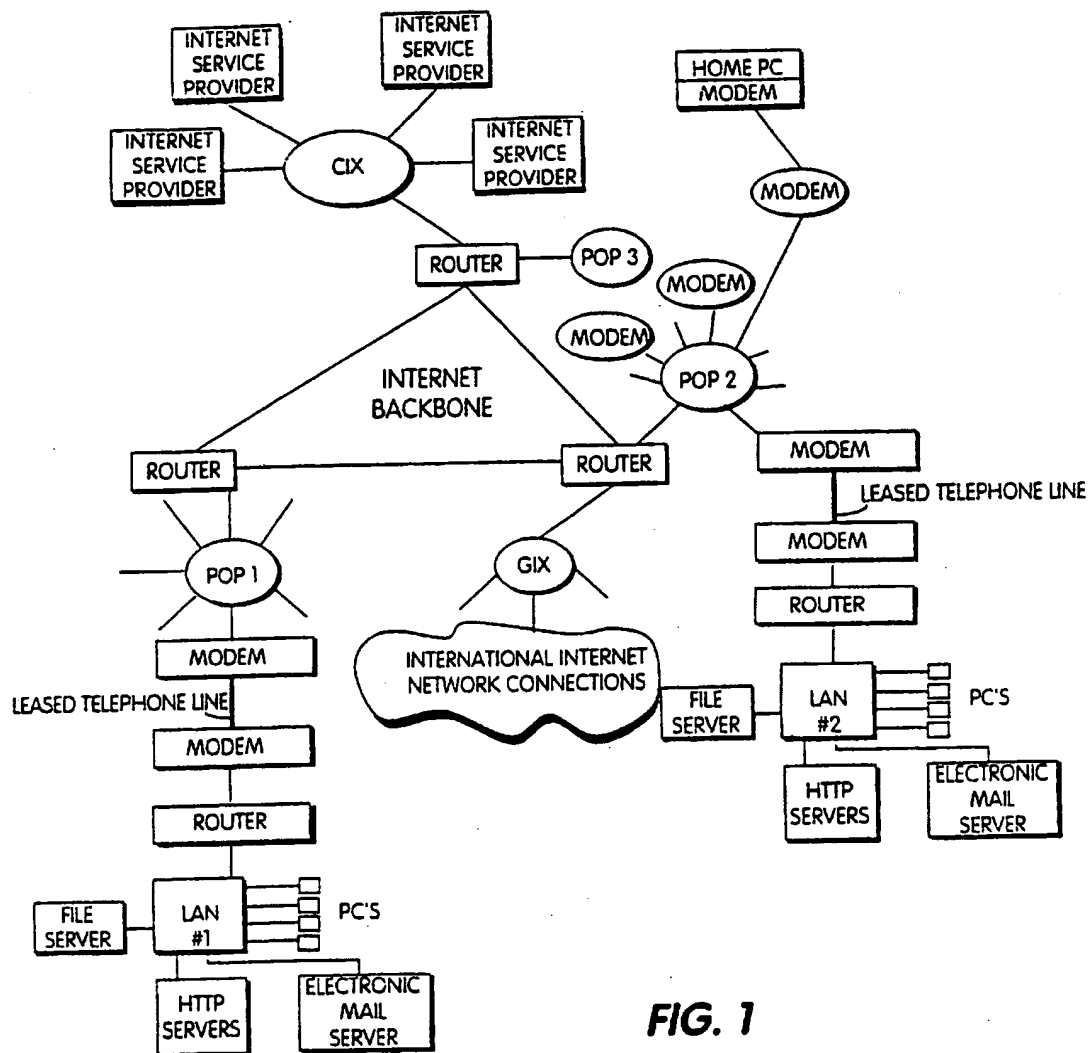 INTERNET
SERVICE
PROVIDER
INTERNET
SERVICE
PROVIDER
HOME PC
MODEM
INTERNET
SERVICE
PROVIDER
CIX
INTERNET
SERVICE
PROVIDER
MODEM
ROUTER
POP 3
MODEM
MODEM
POP 2
INTERNET
BACKBONE
ROUTER
ROUTER
MODEM
LEASED TELEPHONE LINE
MODEM
POP 1
GIX
ROUTER
MODEM
INTERNATIONAL INTERNET
NETWORK CONNECTIONS
LEASED TELEPHONE LINE
FILE
SERVER
LAN
#2
PC'S
MODEM
HTTP
SERVERS
ELECTRONIC
MAIL
SERVER
ROUTER
FILE
SERVER
LAN
#1
PC'S
HTTP
SERVERS
ELECTRONIC
MAIL
SERVER
FIG. 1